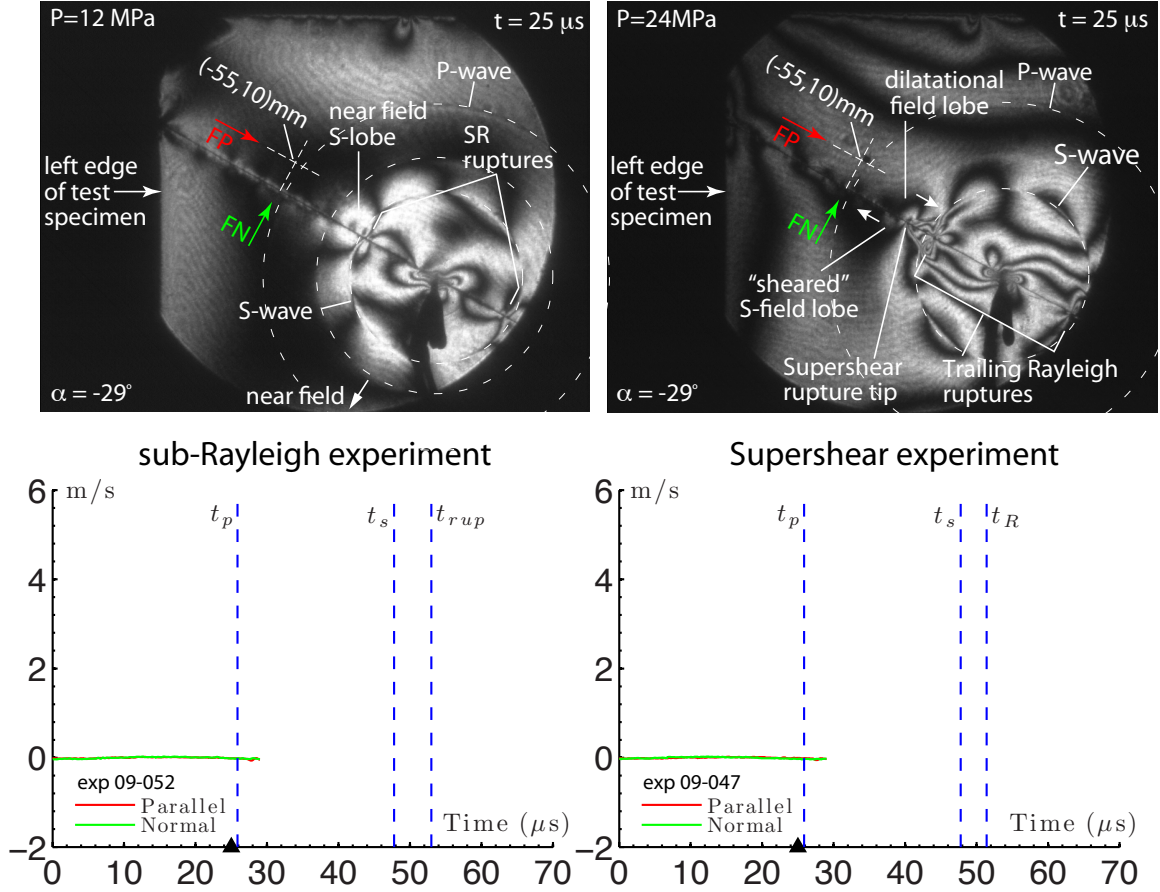 P=12 MPa
t = 25 μs
P-wave
(-55,10)mm
near field
S-lobe
SR
ruptures
FP
left edge
of test
specimen
FN
S-wave
near field
α = -29°
P=24MPa
t = 25 μs
dilatational
field lobe
P-wave
(-55,10)mm
FP
S-wave
left edge
of test
specimen
FN
"sheared"
S-field lobe
Supershear
rupture tip
Trailing Rayleigh
ruptures
α = -29°
sub-Rayleigh experiment
6
m/s
t_p
t_s
t_rup
4
2
0
exp 09-052
Parallel
Normal
Time (μs)
−2
0 10 20 30 40 50 60 70
Supershear experiment
6
m/s
t_p
t_s
t_R
4
2
0
exp 09-047
Parallel
Normal
Time (μs)
−2
0 10 20 30 40 50 60 70